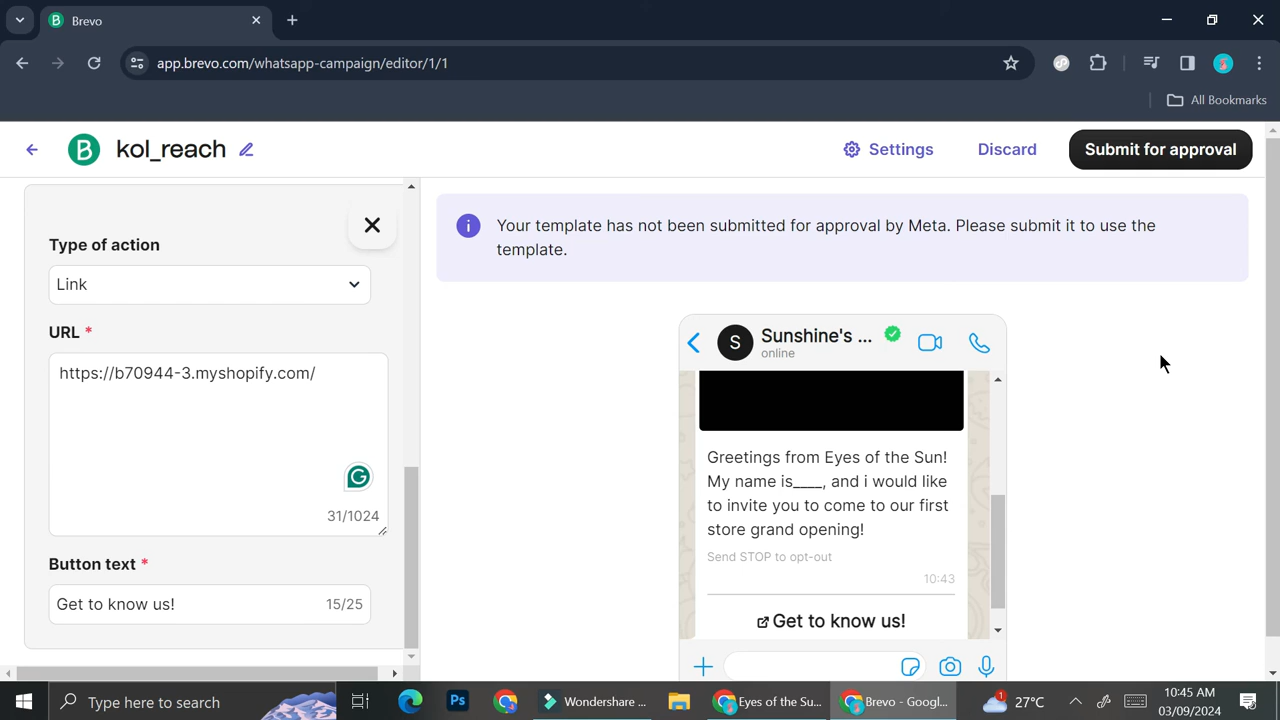 Brevo
app.brevo.com/whatsapp-campaign/editor/1/1
All Bookmarks
B kol_reach
Settings
Discard
Submit for approval
Type of action
Link
URL *
https://b70944-3.myshopify.com/
31/1024
Button text *
Get to know us!
15/25
Your template has not been submitted for approval by Meta. Please submit it to use the
template.
S
Sunshine's ...
online
Greetings from Eyes of the Sun!
My name is____, and i would like
to invite you to come to our first
store grand opening!
Send STOP to opt-out
10:43
Get to know us!
Type here to search
Ps
Wondershare ...
Eyes of the Su...
Brevo - Googl...
1
27°C
10:45 AM
03/09/2024